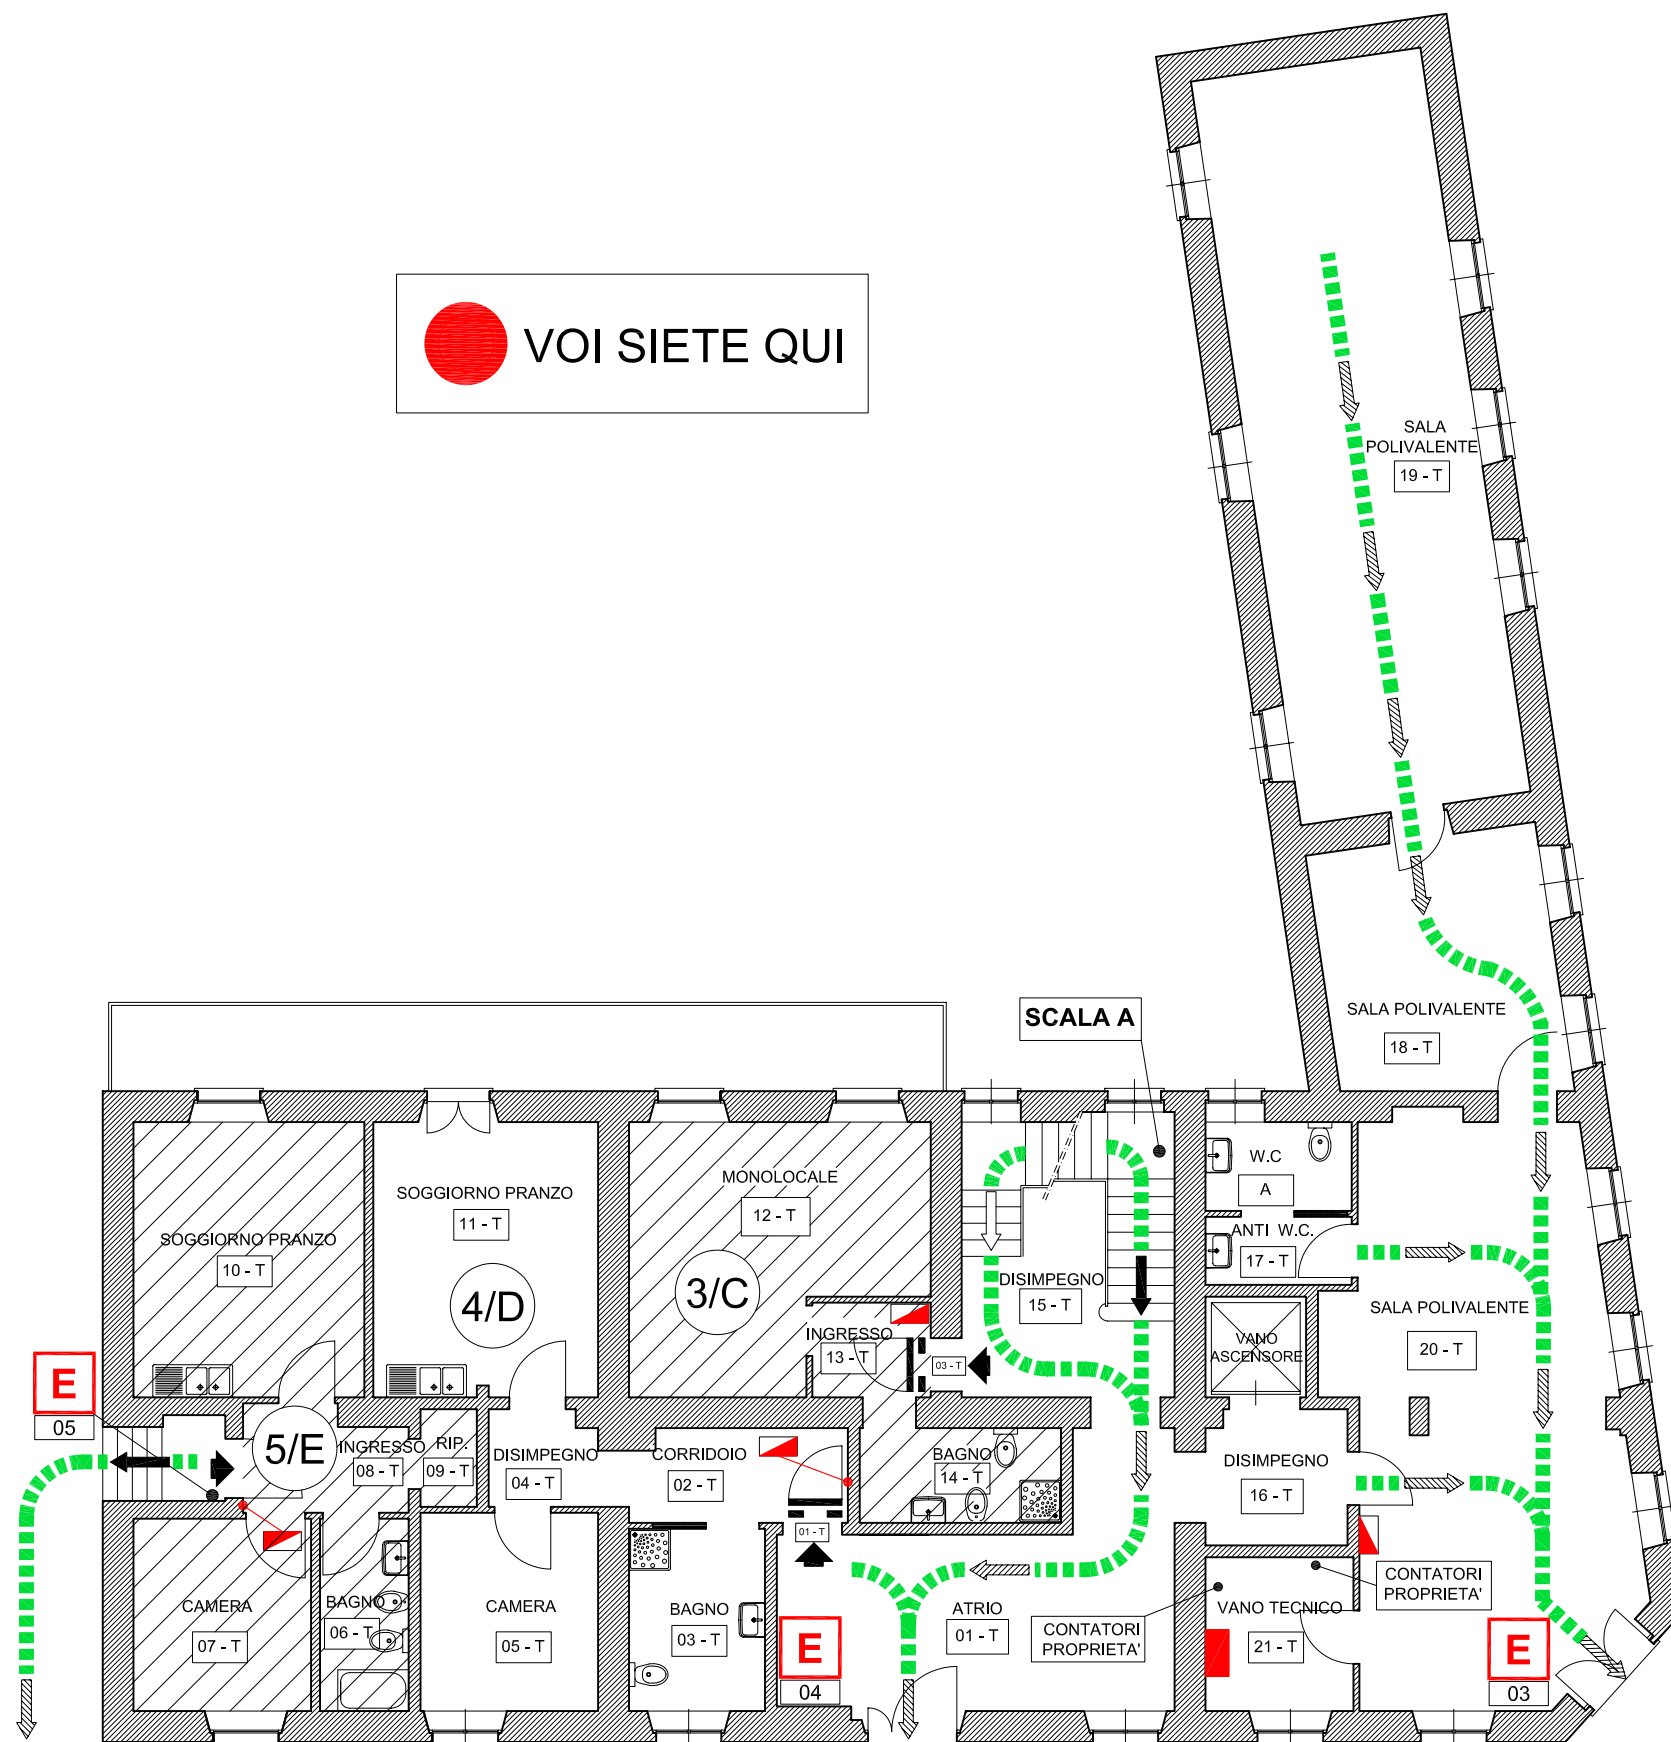 VOI SIETE QUI
SALA
POLIVALENTE
19 - T
SCALA A
SALA POLIVALENTE
18 - T
SOGGIORNO PRANZO
10 - T
SOGGIORNO PRANZO
11 - T
4/D
MONOLOCALE
12 - T
3/C
INGRESSO
13 - T
03 - T
DISIMPEGNO
15 - T
W.C
A
ANTI W.C.
17 - T
VANO
ASCENSORE
SALA POLIVALENTE
20 - T
E
05
5/E
INGRESSO
08 - T
RIP.
09 - T
DISIMPEGNO
04 - T
CORRIDOIO
02 - T
BAGNO
14 - T
DISIMPEGNO
16 - T
01 - T
CAMERA
07 - T
BAGNO
06 - T
CAMERA
05 - T
BAGNO
03 - T
E
04
ATRIO
01 - T
CONTATORI
PROPRIETA'
VANO TECNICO
21 - T
CONTATORI
PROPRIETA'
E
03